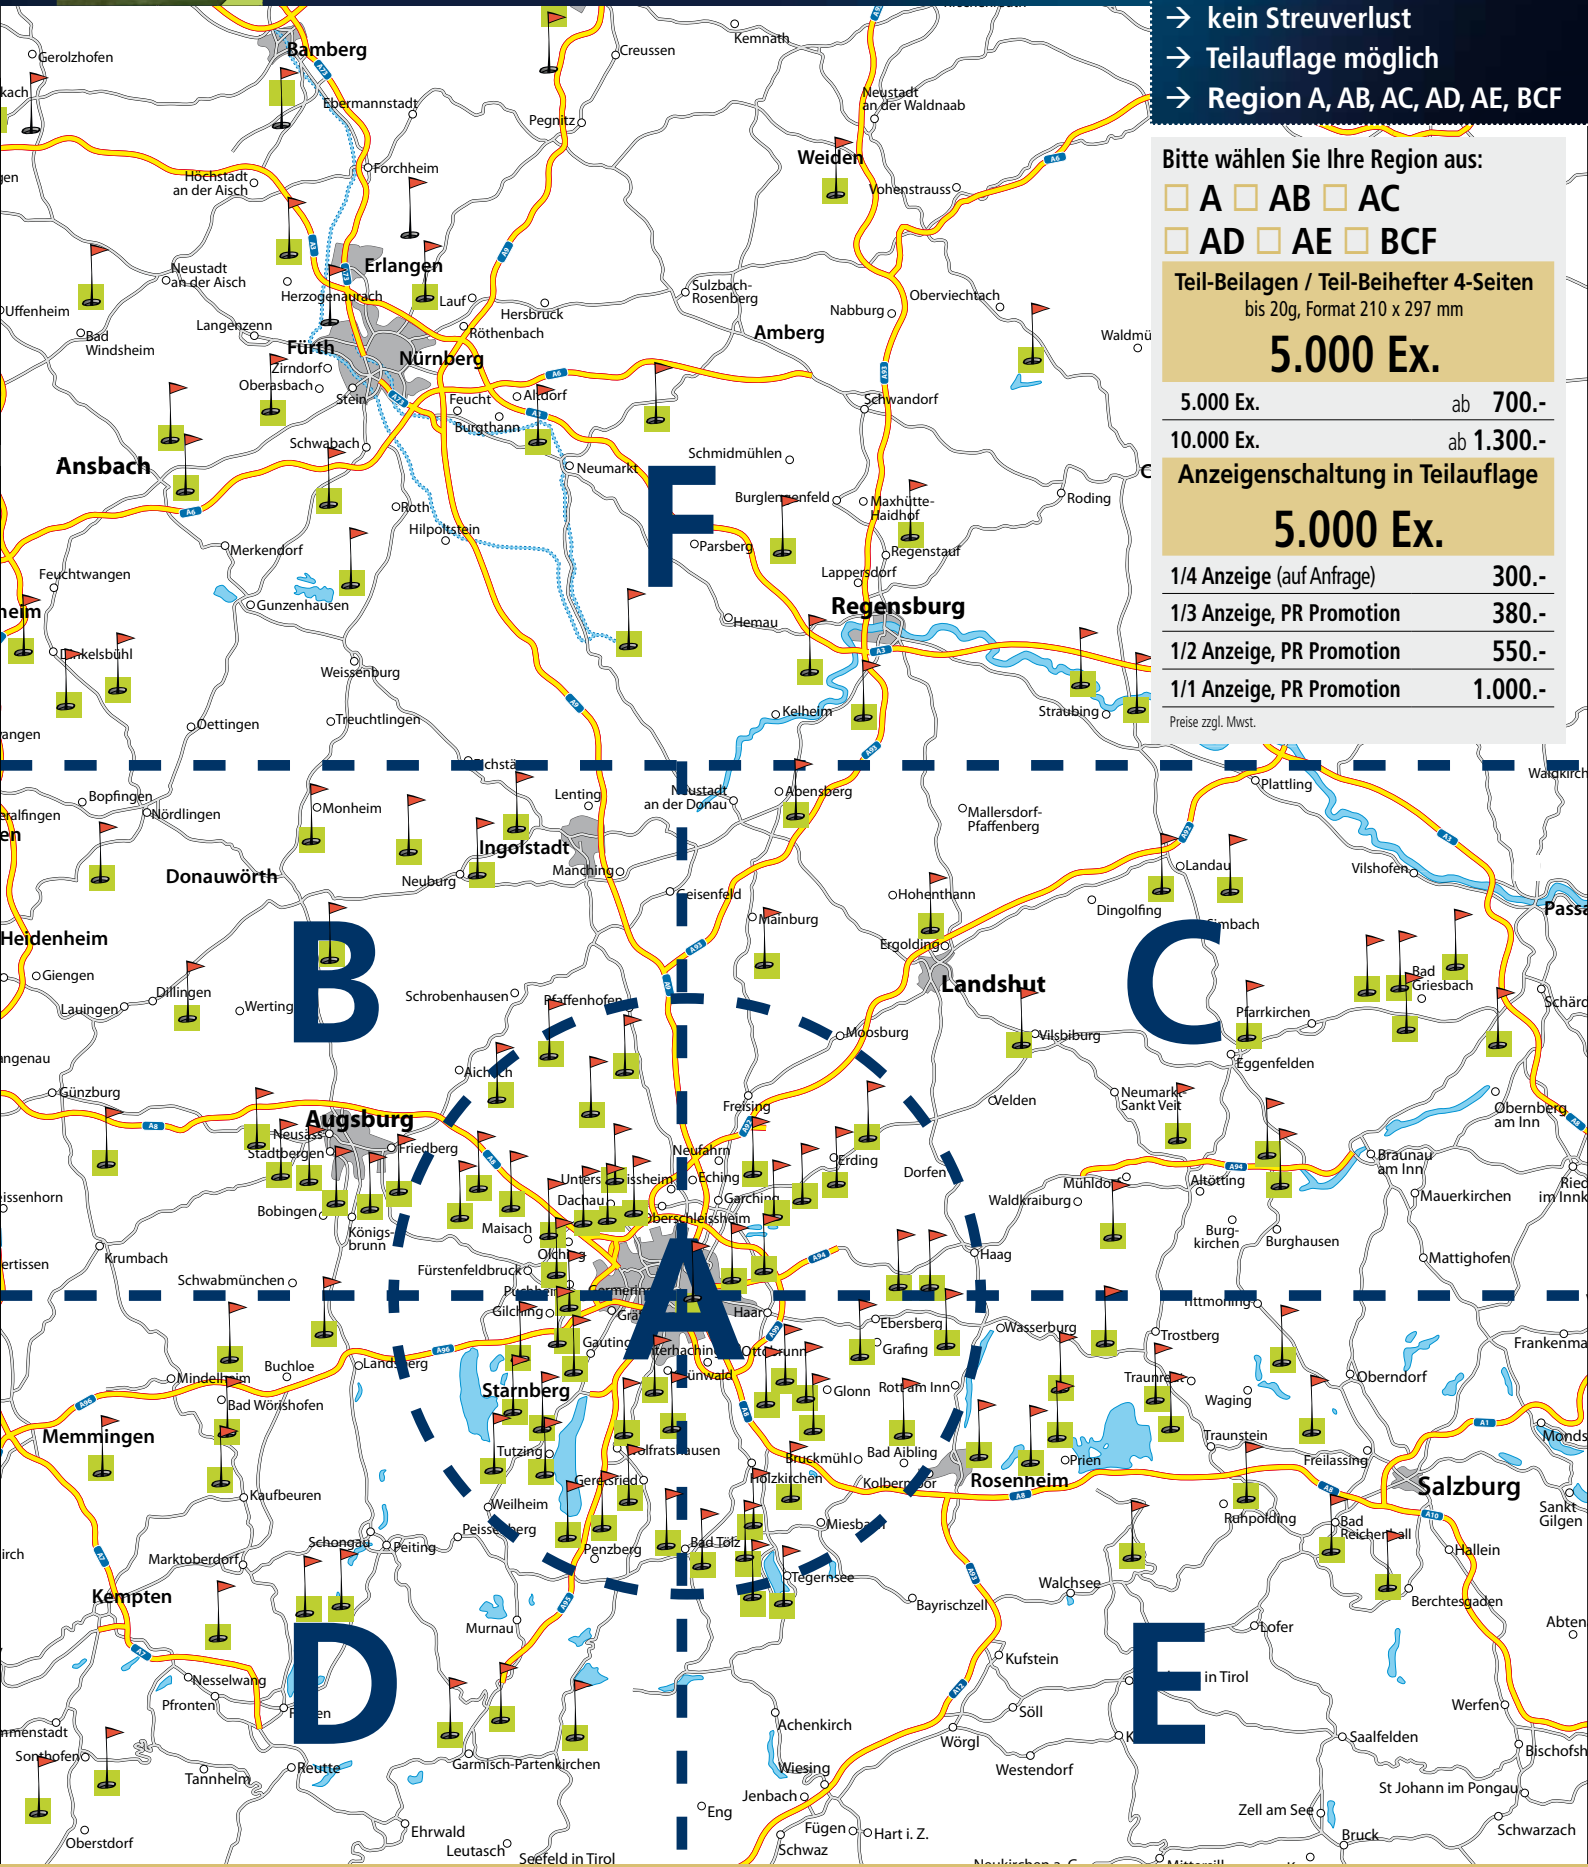 → kein Streuverlust
→ Teilauflage möglich
→ Region A, AB, AC, AD, AE, BCF
Bitte wählen Sie Ihre Region aus:
A AB AC
AD AE BCF
Teil-Beilagen / Teil-Beihefter 4-Seiten
bis 20g, Format 210 x 297 mm
5.000 Ex.
5.000 Ex. ab 700.-
10.000 Ex. ab 1.300.-
Anzeigenschaltung in Teilauflage
5.000 Ex.
1/4 Anzeige (auf Anfrage) 300.-
1/3 Anzeige, PR Promotion 380.-
1/2 Anzeige, PR Promotion 550.-
1/1 Anzeige, PR Promotion 1.000.-
Preise zzgl. Mwst.
Gerolzhofen
Bamberg
Creussen
Kemnath
Ebermannstadt
Pegnitz
Neustadt
an der Waldnaab
Weiden
Vohenstrauss
Forchheim
Höchstadt
an der Aisch
Erlangen
Neustadt
an der Aisch
Herzogenaurach
Lauf
Hersbruck
Sulzbach-
Rosenberg
Nabburg
Oberviechtach
Uffenheim
Bad
Windsheim
Langenzenn
Röthenbach
Amberg
Fürth
Nürnberg
Zirndorf
Oberasbach
Stein
Feucht
Altdorf
Burgthann
Schwandorf
Schwabach
Neumarkt
Schmidmühlen
Ansbach
Roth
Hilpoltstein
Burglengenfeld
Maxhütte-
Haidhof
Roding
F
Merkendorf
Parsberg
Regenstauf
Lappersdorf
Feuchtwangen
Gunzenhausen
Hemau
Regensburg
Weissenburg
Oettingen
Treuchtlingen
Kelheim
Straubing
Bopfingen
Nördlingen
Monheim
Lenting
Neustadt
an der Donau
Abensberg
Mallersdorf-
Pfaffenberg
Plattling
Ingolstadt
Manching
Donauwörth
Neuburg
Geisenfeld
Hohenthann
Landau
Vilshofen
Dingolfing
Mainburg
Heidenheim
Ergolding
Landshut
B
C
Giengen
Lauingen
Dillingen
Schrobenhausen
Pfaffenhofen
Bad
Griesbach
Pfarrkirchen
Moosburg
Vilsbiburg
Eggenfelden
Günzburg
Freising
Velden
Neumarkt-
Sankt Veit
Obernberg
am Inn
Augsburg
Neusäss
Stadtbergen
Friedberg
Neufahrn
Eching
Erding
Dorfen
Mühldorf
Altötting
Braunau
am Inn
Mauerkirchen
Waldkraiburg
Bobingen
Königs-
brunn
Dachau
Maisach
Olching
Garching
Burg-
kirchen
Burghausen
Krumbach
Fürstenfeldbruck
Haag
Mattighofen
Schwabmünchen
A
Gilching
Haar
Ebersberg
Grafing
Wasserburg
Trostberg
Gauting
Buchloe
Landsberg
Mindelheim
Bad Wörishofen
Starnberg
Glonn
Rott am Inn
Waging
Oberndorf
Memmingen
Tutzing
Bruckmühl
Bad Aibling
Traunstein
Freilassing
Kaufbeuren
Geretsried
Holzkirchen
Rosenheim
Prien
Salzburg
Weilheim
Ruhpolding
Sankt
Gilgen
Schongau
Peiting
Penzberg
Bad Tölz
Bad
Marktoberdorf
Tegernsee
Hallein
Walchsee
Kempten
Bayrischzell
Berchtesgaden
Murnau
Lofer
D
E
Nesselwang
Kufstein
in Tirol
Pfronten
Söll
Werfen
Achenkirch
Wörgl
Saalfelden
Sonthofen
Tannheim
Reutte
Garmisch-Partenkirchen
Wiesing
Westendorf
Jenbach
St Johann im Pongau
Eng
Zell am See
Fügen
Hart i. Z.
Schwarzach
Oberstdorf
Ehrwald
Leutasch
Seefeld in Tirol
Schwaz
Bruck